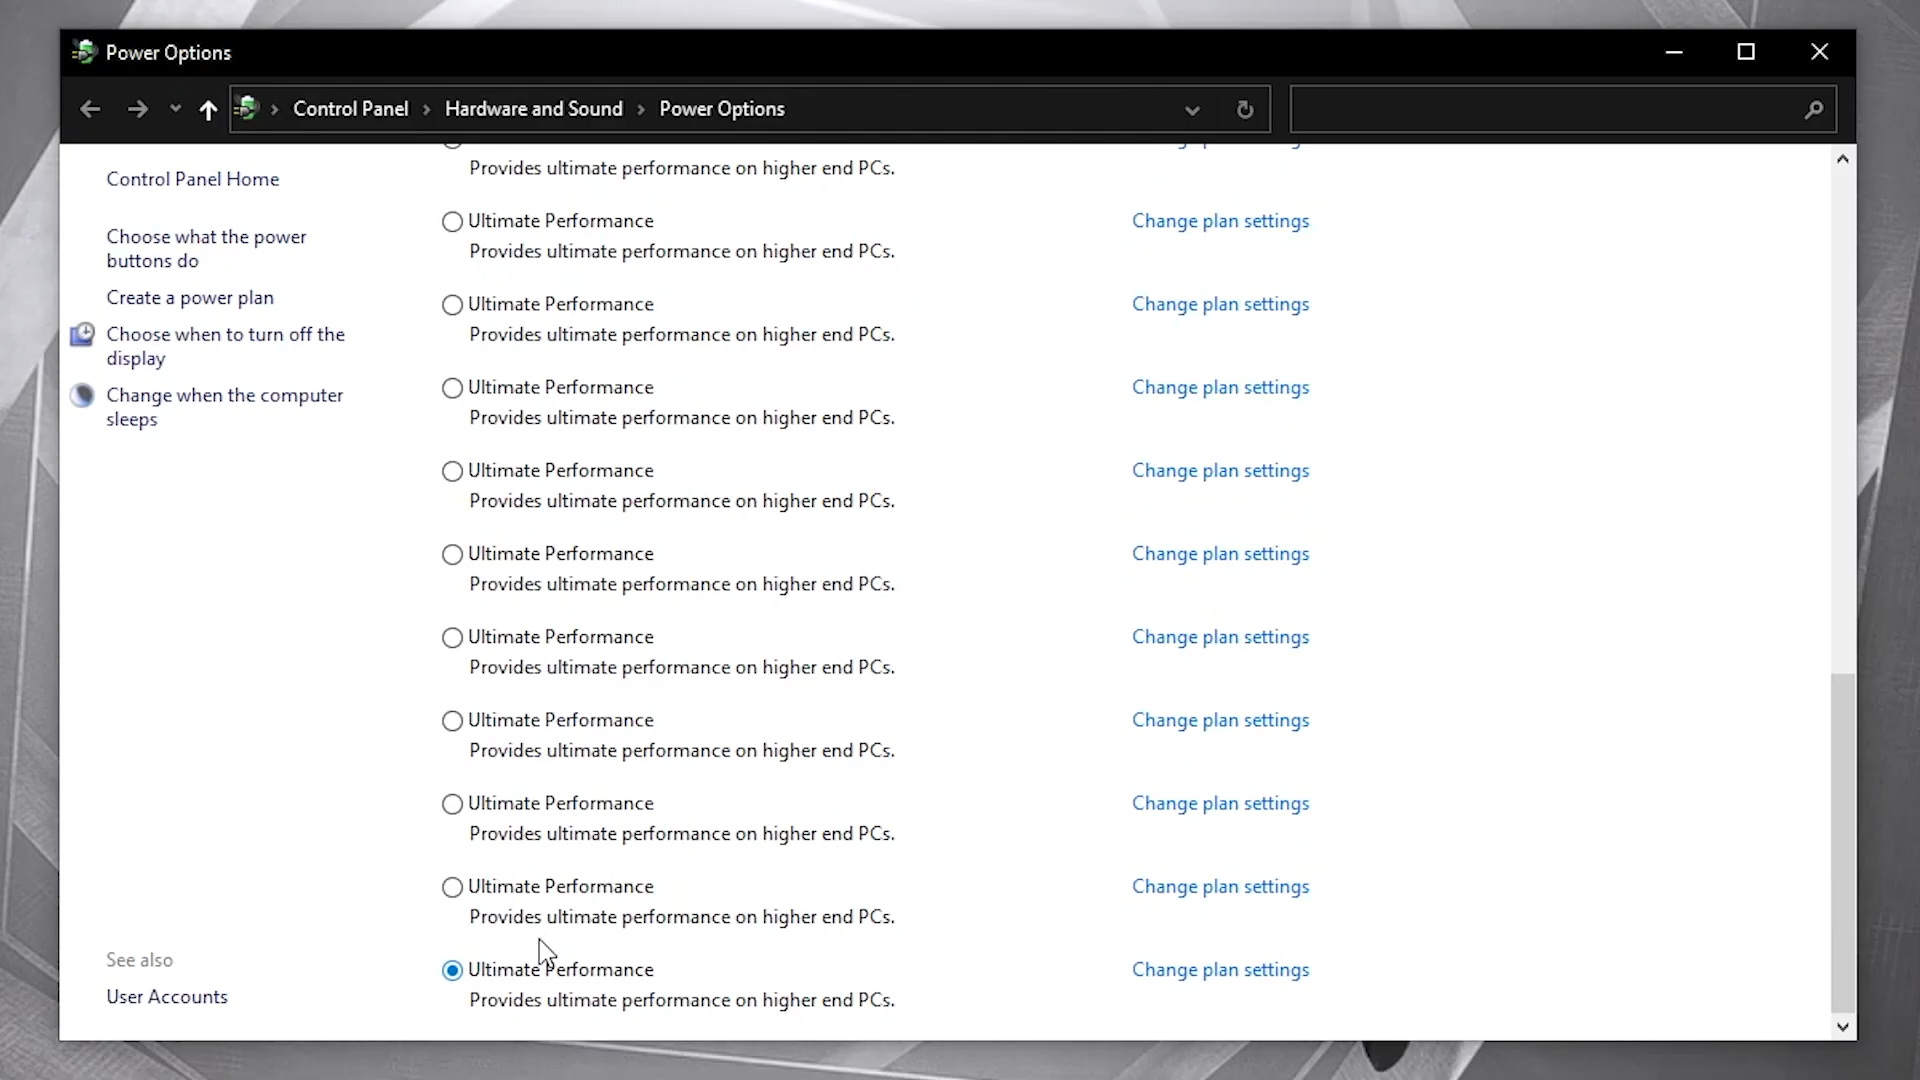 Power Options
Control Panel > Hardware and Sound > Power Options
Control Panel Home
Choose what the power
buttons do
Create a power plan
Choose when to turn off the
display
Change when the computer
sleeps
See also
User Accounts
Provides ultimate performance on higher end PCs.
Ultimate Performance Change plan settings
Provides ultimate performance on higher end PCs.
Ultimate Performance Change plan settings
Provides ultimate performance on higher end PCs.
Ultimate Performance Change plan settings
Provides ultimate performance on higher end PCs.
Ultimate Performance Change plan settings
Provides ultimate performance on higher end PCs.
Ultimate Performance Change plan settings
Provides ultimate performance on higher end PCs.
Ultimate Performance Change plan settings
Provides ultimate performance on higher end PCs.
Ultimate Performance Change plan settings
Provides ultimate performance on higher end PCs.
Ultimate Performance Change plan settings
Provides ultimate performance on higher end PCs.
Ultimate Performance Change plan settings
Provides ultimate performance on higher end PCs.
Ultimate Performance Change plan settings
Provides ultimate performance on higher end PCs.